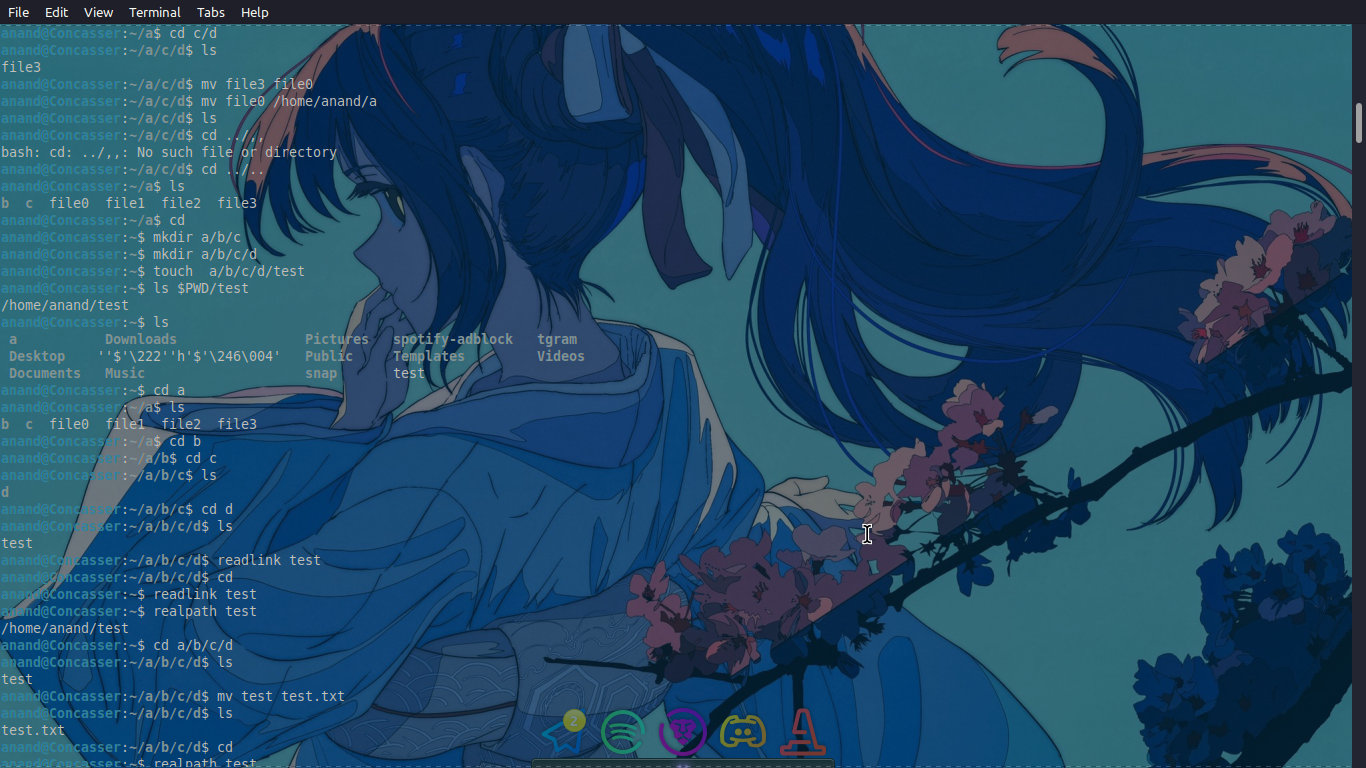 File Edit View Terminal Tabs Help
anand@Concasser:~/a$ cd c/d
anand@Concasser:~/a/c/d$ ls
file3
anand@Concasser:~/a/c/d$ mv file3 file0
anand@Concasser:~/a/c/d$ mv file0 /home/anand/a
anand@Concasser:~/a/c/d$ ls
anand@Concasser:~/a/c/d$ cd ../,,
bash: cd: ../,,: No such file or directory
anand@Concasser:~/a/c/d$ cd ../..
anand@Concasser:~/a$ ls
b  c  file0  file1  file2  file3
anand@Concasser:~/a$ cd
anand@Concasser:~$ mkdir a/b/c
anand@Concasser:~$ mkdir a/b/c/d
anand@Concasser:~$ touch  a/b/c/d/test
anand@Concasser:~$ ls $PWD/test
/home/anand/test
anand@Concasser:~$ ls
a Downloads Pictures spotify-adblock tgram
Desktop ''$'\222''h'$'\246\004' Public Templates Videos
Documents Music snap test
anand@Concasser:~$ cd a
anand@Concasser:~/a$ ls
b  c  file0  file1  file2  file3
anand@Concasser:~/a$ cd b
anand@Concasser:~/a/b$ cd c
anand@Concasser:~/a/b/c$ ls
d
anand@Concasser:~/a/b/c$ cd d
anand@Concasser:~/a/b/c/d$ ls
test
anand@Concasser:~/a/b/c/d$ readlink test
anand@Concasser:~/a/b/c/d$ cd
anand@Concasser:~$ readlink test
anand@Concasser:~$ realpath test
/home/anand/test
anand@Concasser:~$ cd a/b/c/d
anand@Concasser:~/a/b/c/d$ ls
test
anand@Concasser:~/a/b/c/d$ mv test test.txt
anand@Concasser:~/a/b/c/d$ ls
test.txt
anand@Concasser:~/a/b/c/d$ cd
anand@Concasser:~$ realpath test
2